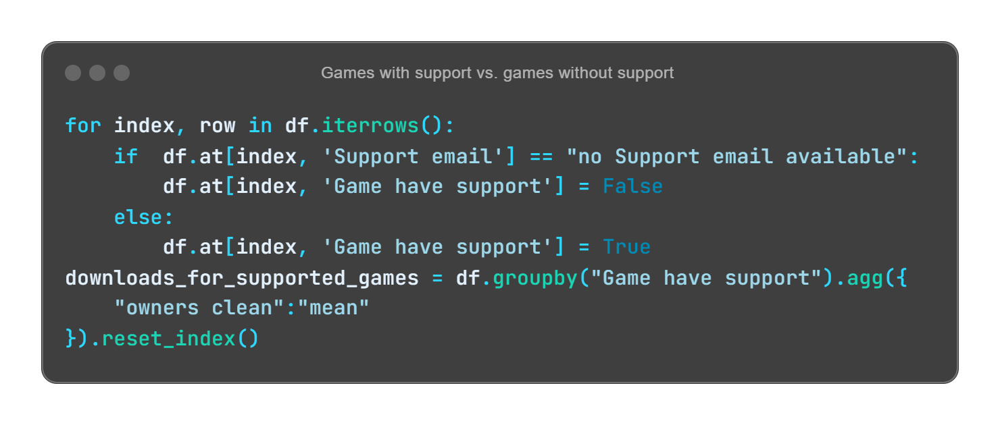 Games with support vs. games without support
for index, row in df.iterrows():
    if  df.at[index, 'Support email'] == "no Support email available":
        df.at[index, 'Game have support'] = False
    else:
        df.at[index, 'Game have support'] = True
downloads_for_supported_games = df.groupby("Game have support").agg({
    "owners clean":"mean"
}).reset_index()